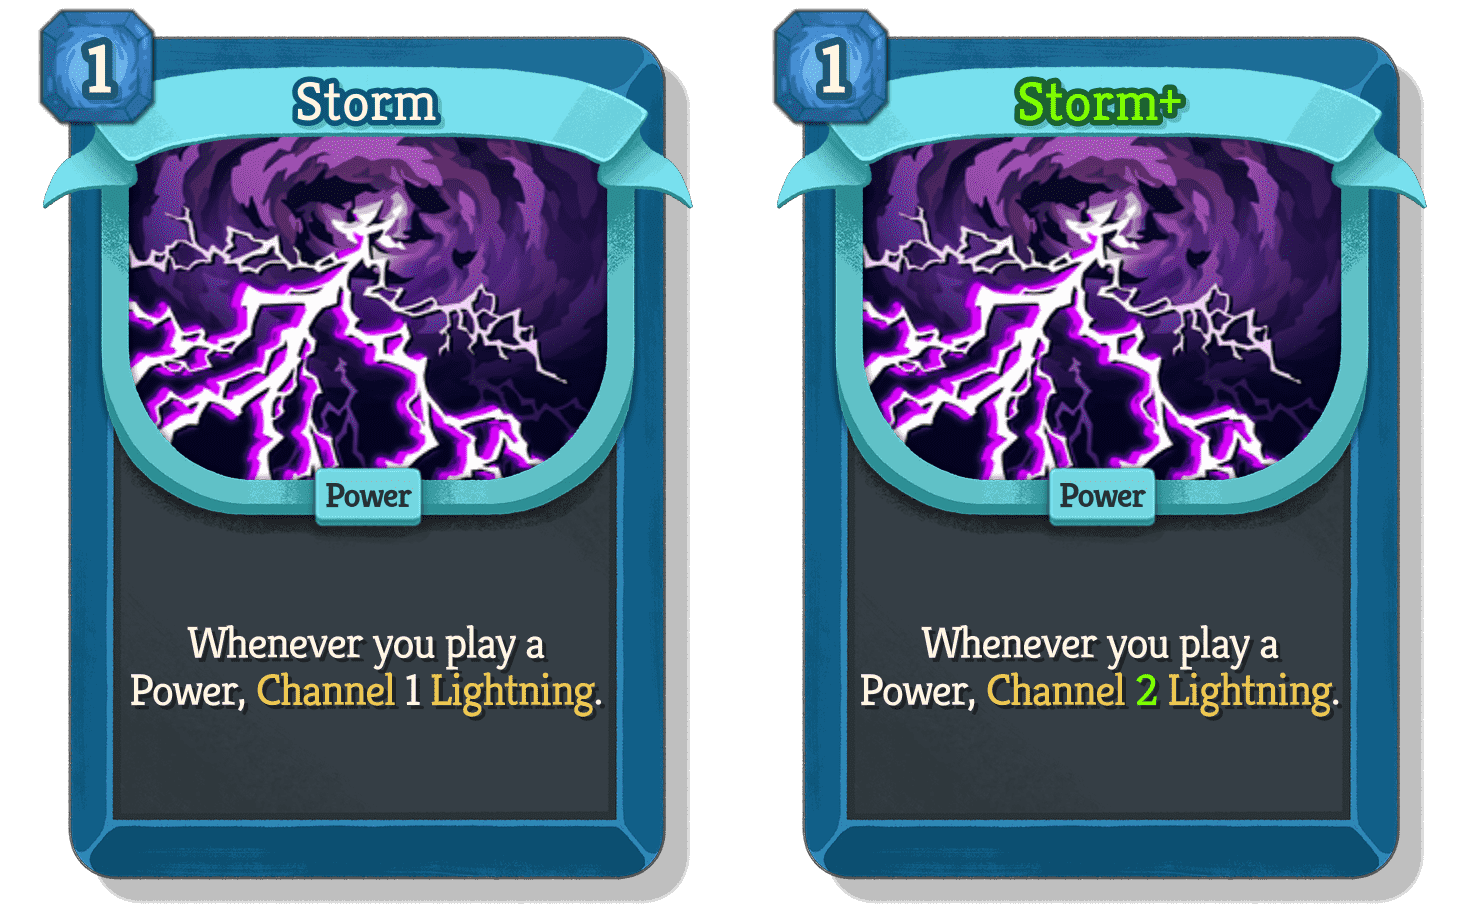 1
Storm
Power
Whenever you play a
Power, Channel 1 Lightning.
1
Storm+
Power
Whenever you play a
Power, Channel 2 Lightning.